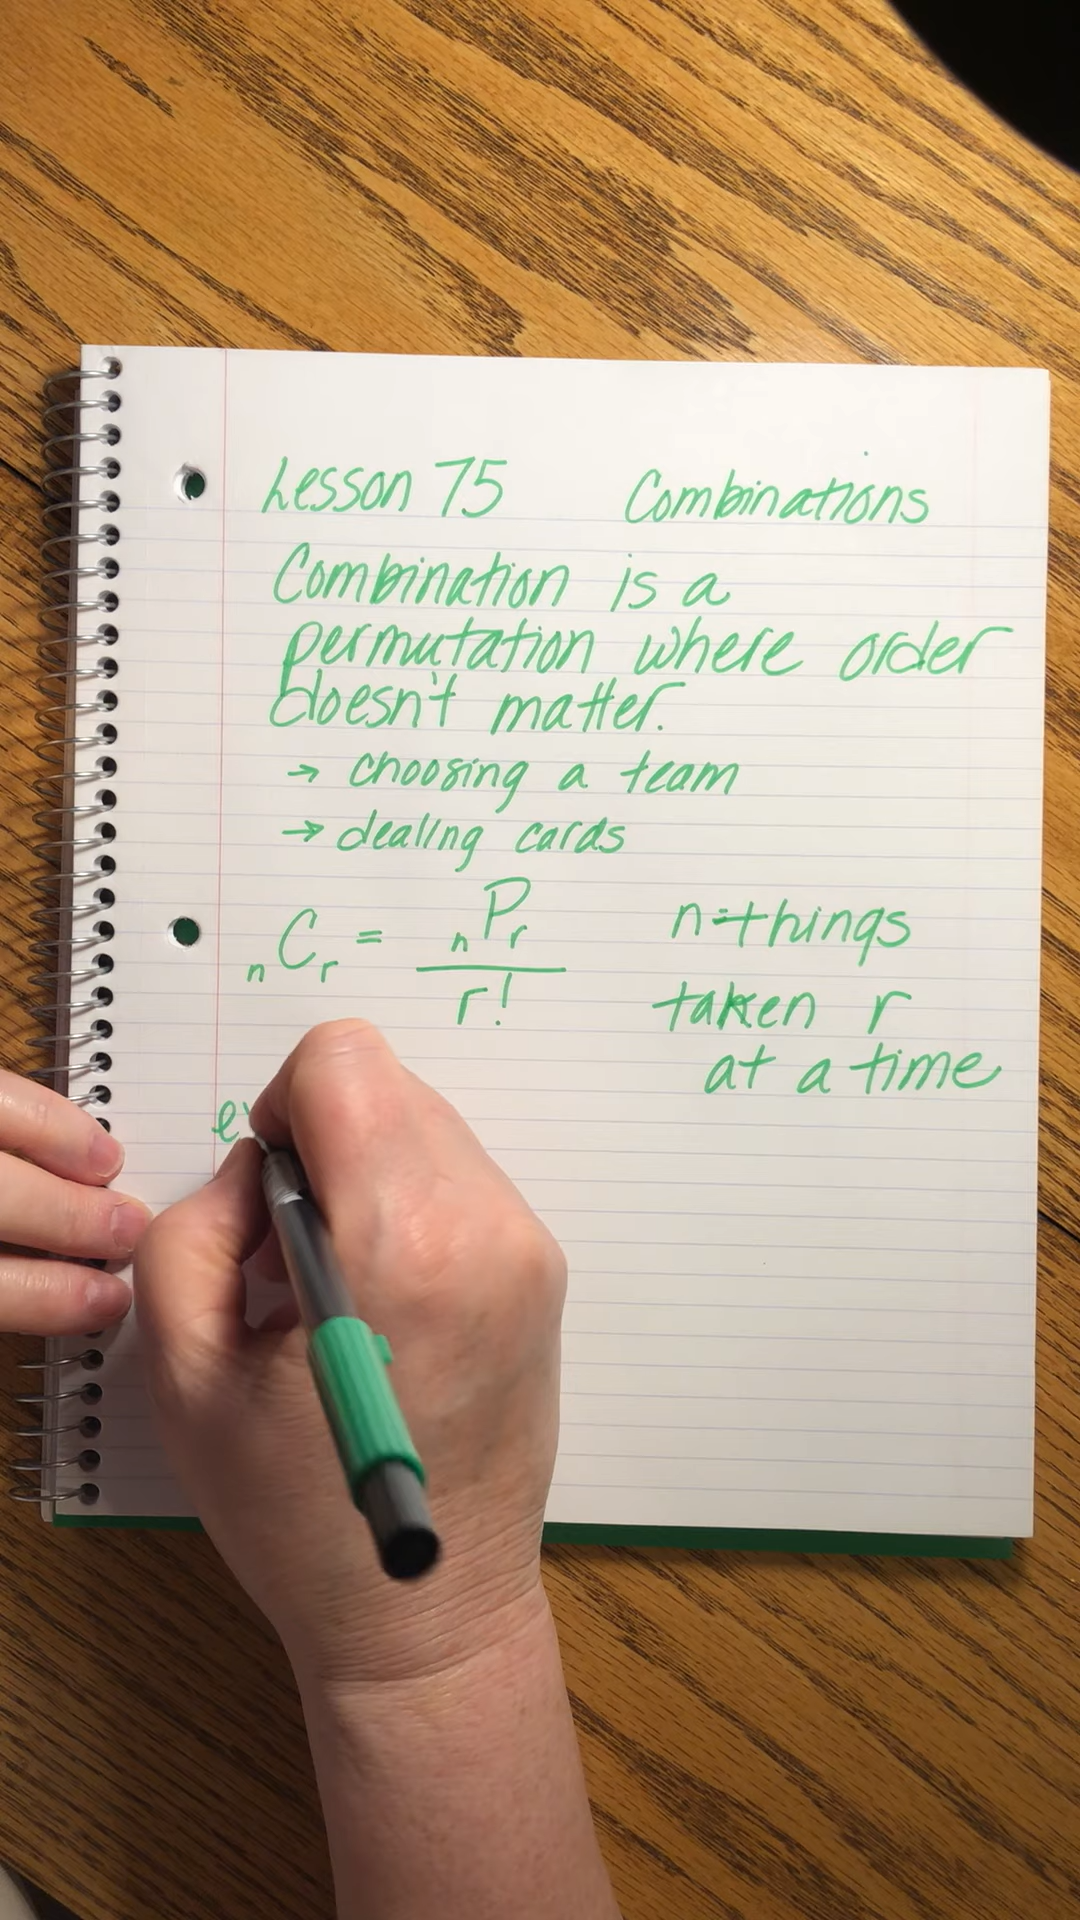 Lesson 75 Combinations
Combination is a
permutation where order
doesn't matter.
→ choosing a team
→ dealing cards
nCr = nPr / r!
n=things
taken r
at a time